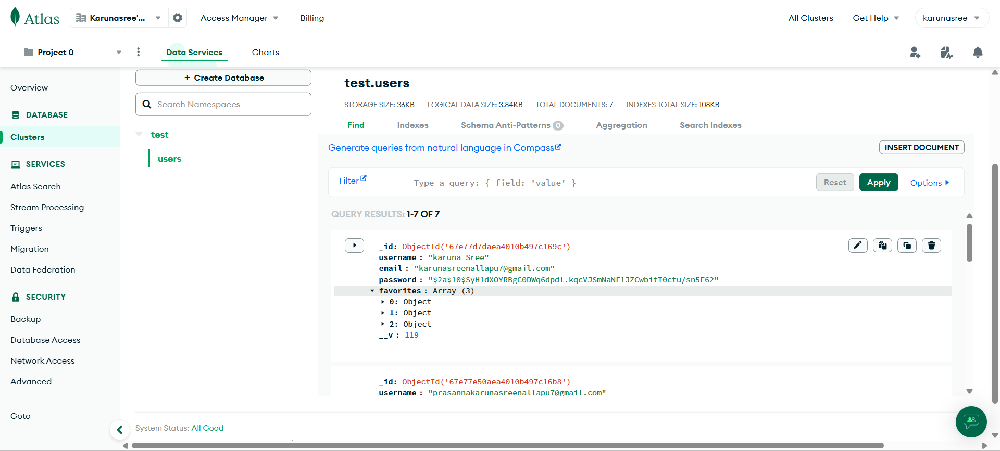 Atlas
Karunasree'...
Access Manager
Billing
All Clusters
Get Help
karunasree
Project 0
Data Services
Charts
Overview
DATABASE
Clusters
SERVICES
Atlas Search
Stream Processing
Triggers
Migration
Data Federation
SECURITY
Backup
Database Access
Network Access
Advanced
Goto
+ Create Database
Search Namespaces
test
users
test.users
STORAGE SIZE: 36KB LOGICAL DATA SIZE: 3.84KB TOTAL DOCUMENTS: 7 INDEXES TOTAL SIZE: 108KB
Find Indexes Schema Anti-Patterns 0 Aggregation Search Indexes
Generate queries from natural language in Compass
INSERT DOCUMENT
Filter
Type a query: { field: 'value' }
Reset
Apply
Options
QUERY RESULTS: 1-7 OF 7
_id: ObjectId('67e77d7daea4010b497c169c')
username : "karuna_Sree"
email : "karunasreenallapu7@gmail.com"
password : "$2a$10$SyH1dXOYRBgC0DWq6dpdl.kqcVJSmNaNF1JZCwbitT0ctu/sn5F62"
favorites : Array (3)
0: Object
1: Object
2: Object
__v : 119
_id: ObjectId('67e77e50aea4010b497c16b8')
username : "prasannakarunasreenallapu7@gmail.com"
System Status: All Good